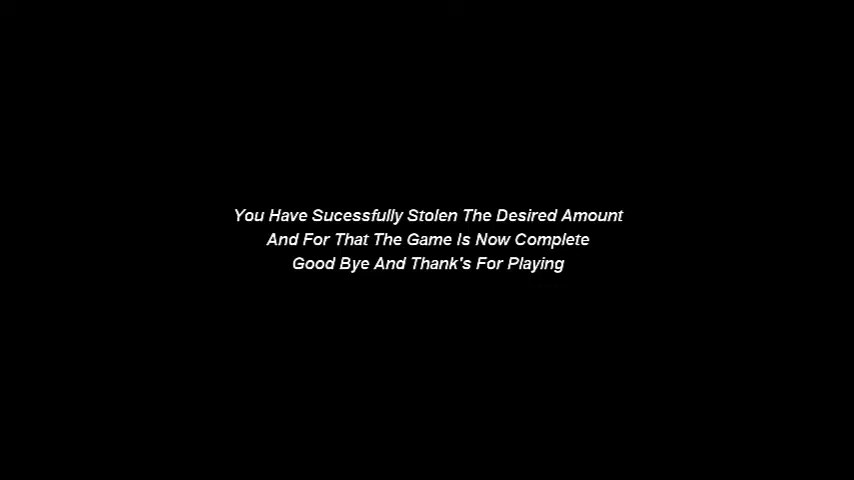 You Have Sucessfully Stolen The Desired Amount
And For That The Game Is Now Complete
Good Bye And Thank's For Playing